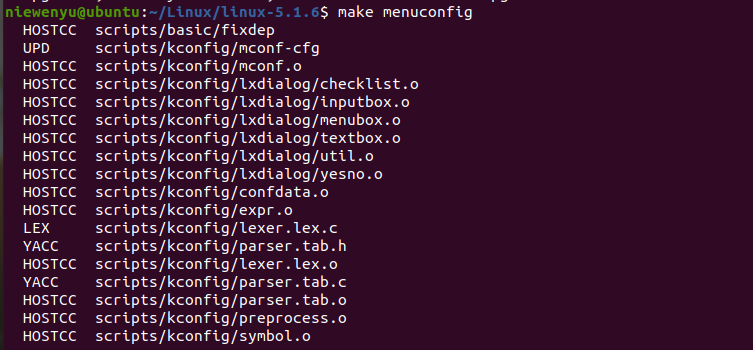 niewenyu@ubuntu:~/Linux/linux-5.1.6$ make menuconfig
HOSTCC scripts/basic/fixdep
UPD scripts/kconfig/mconf-cfg
HOSTCC scripts/kconfig/mconf.o
HOSTCC scripts/kconfig/lxdialog/checklist.o
HOSTCC scripts/kconfig/lxdialog/inputbox.o
HOSTCC scripts/kconfig/lxdialog/menubox.o
HOSTCC scripts/kconfig/lxdialog/textbox.o
HOSTCC scripts/kconfig/lxdialog/util.o
HOSTCC scripts/kconfig/lxdialog/yesno.o
HOSTCC scripts/kconfig/confdata.o
HOSTCC scripts/kconfig/expr.o
LEX scripts/kconfig/lexer.lex.c
YACC scripts/kconfig/parser.tab.h
HOSTCC scripts/kconfig/lexer.lex.o
YACC scripts/kconfig/parser.tab.c
HOSTCC scripts/kconfig/parser.tab.o
HOSTCC scripts/kconfig/preprocess.o
HOSTCC scripts/kconfig/symbol.o